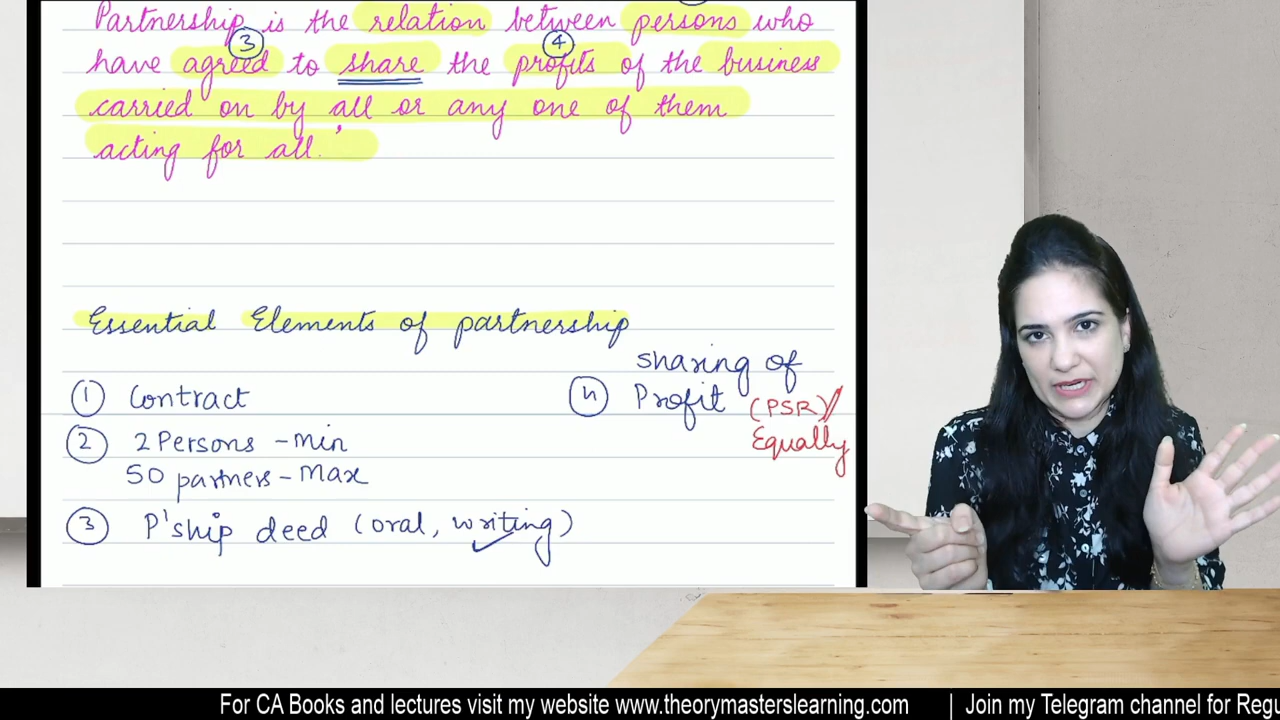 Partnership is the relation between persons who
③ ④
have agreed to share the profits of the business
carried on by all or any one of them
acting for all.'
Essential Elements of partnership
① Contract
② 2 Persons - Min
50 partners - Max
③ P'ship deed (oral, writing)
④ sharing of
Profit (PSR)/
Equally
For CA Books and lectures visit my website www.theorymasterslearning.com | Join my Telegram channel for Regu